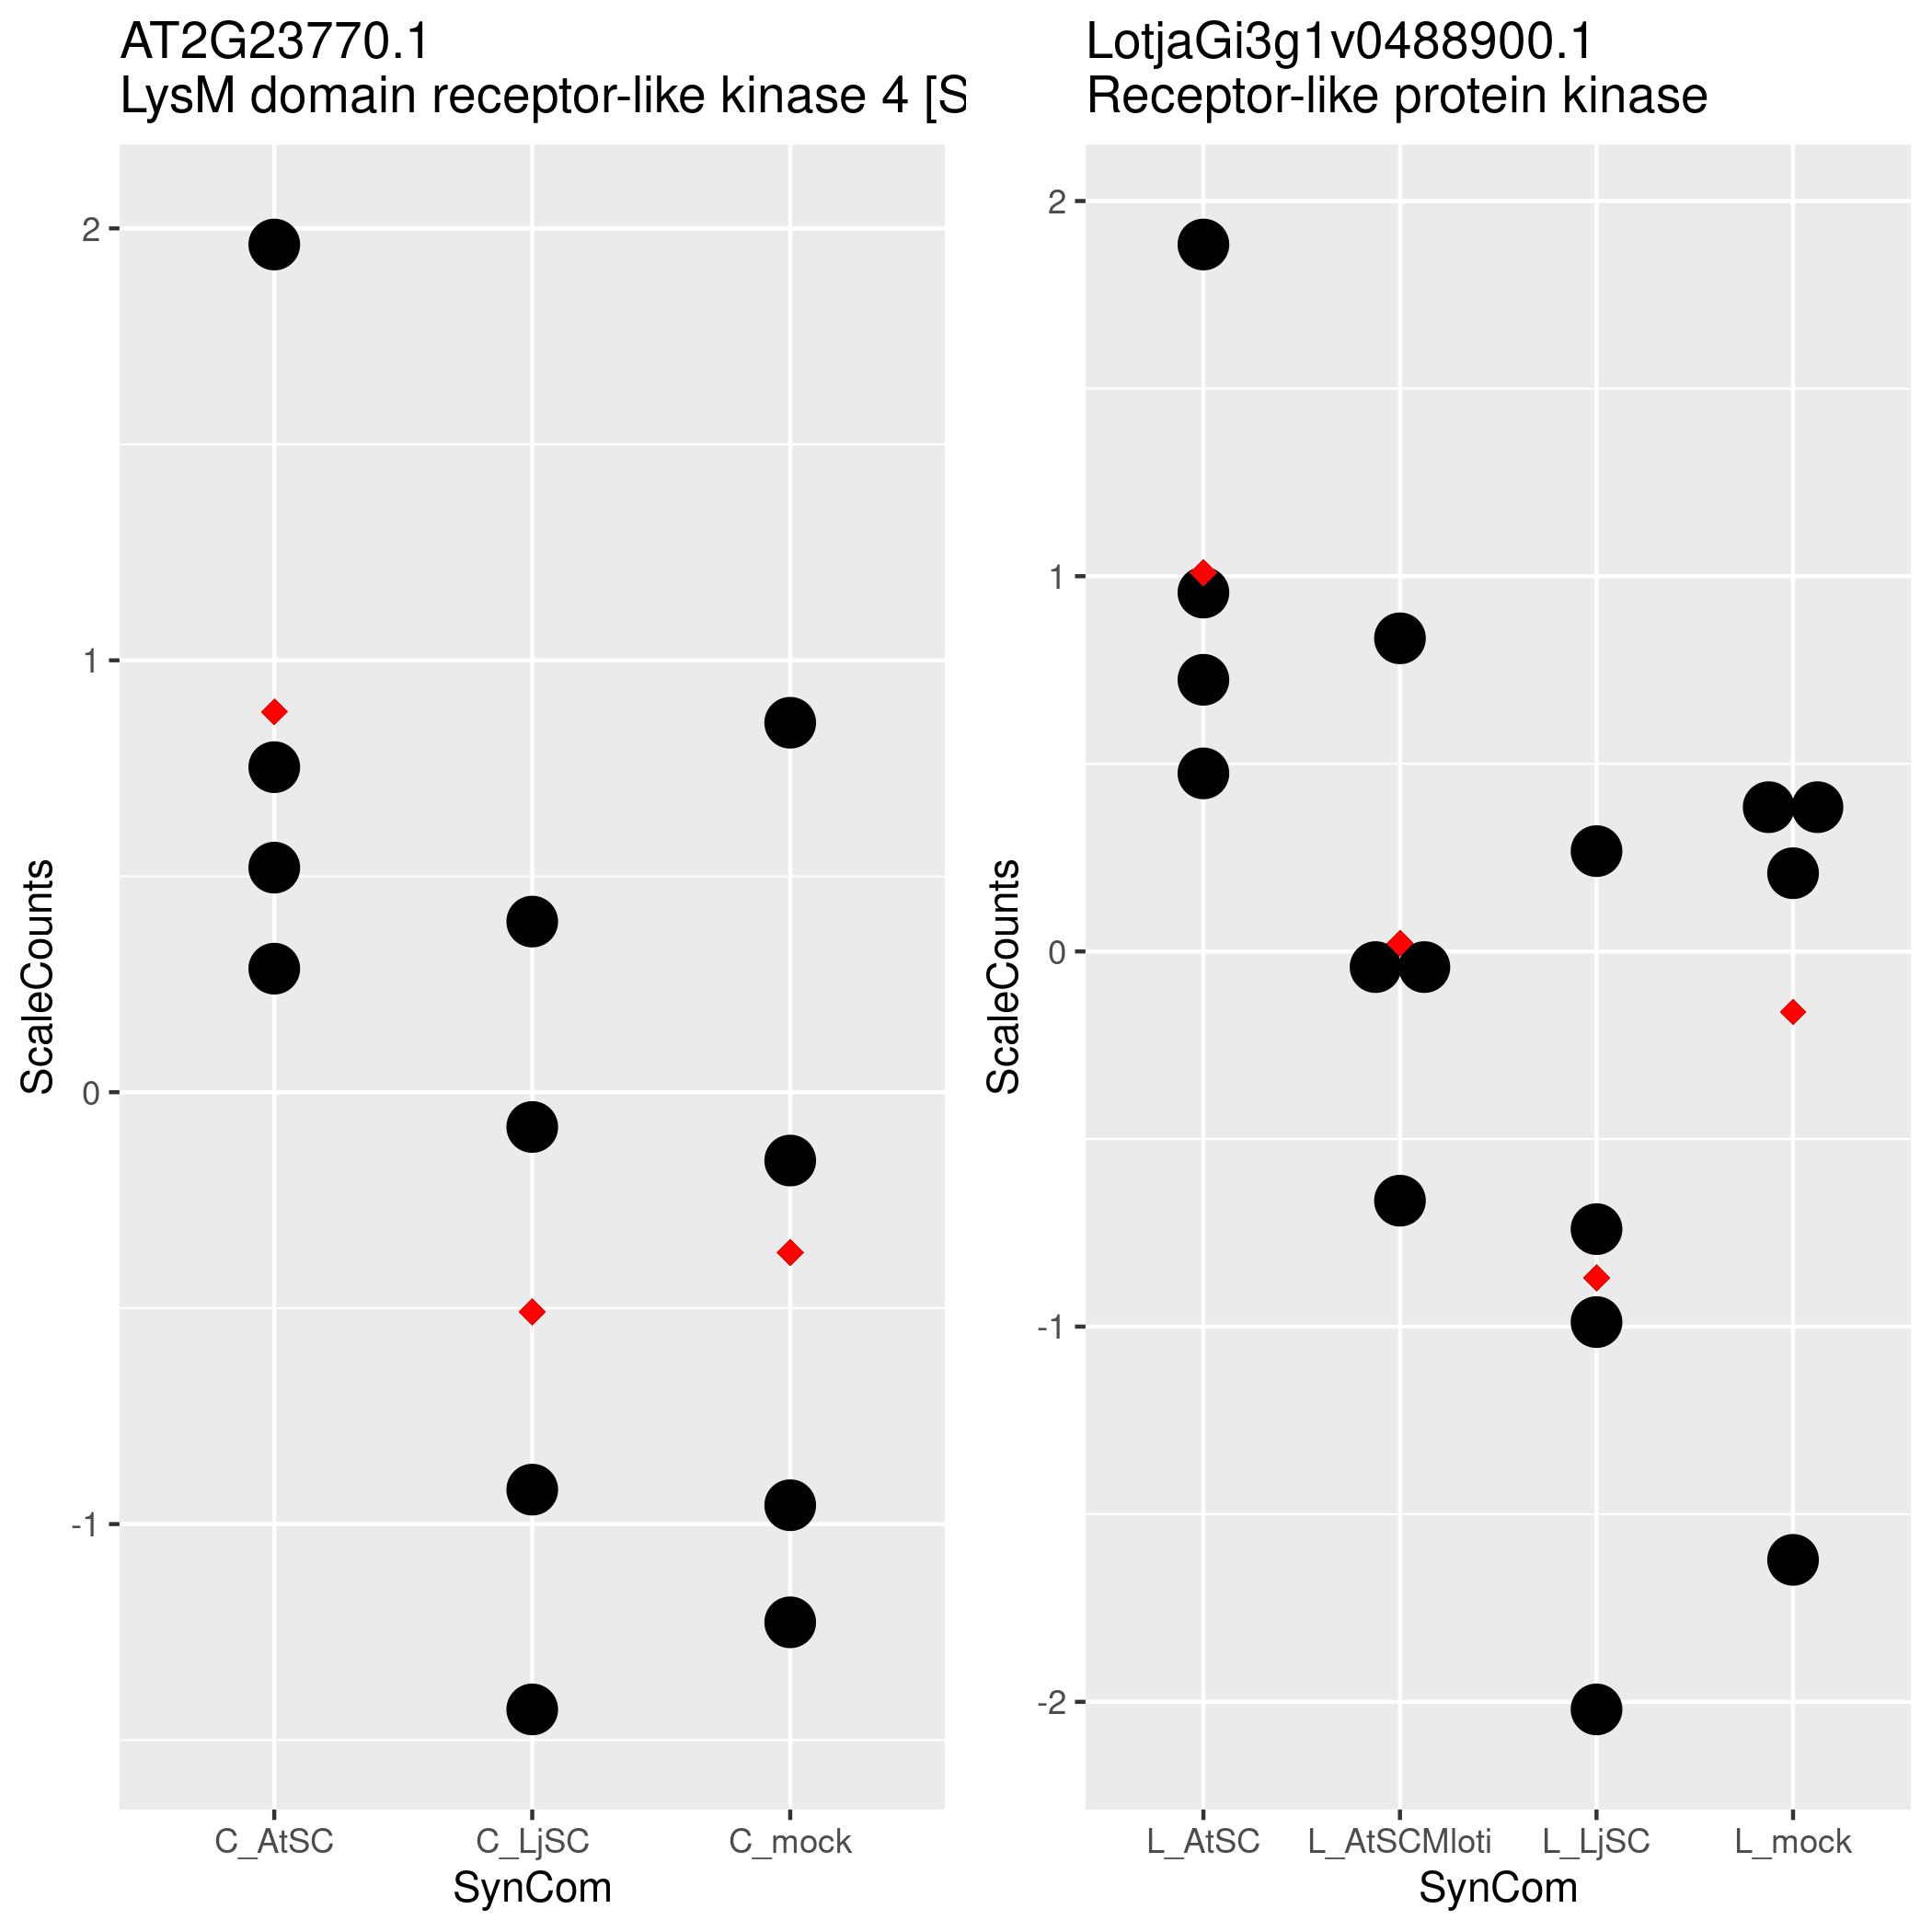 AT2G23770.1
LysM domain receptor-like kinase 4 [S
ScaleCounts
2
1
0
-1
C_AtSC C_LjSC C_mock
SynCom
LotjaGi3g1v0488900.1
Receptor-like protein kinase
ScaleCounts
2
1
0
-1
-2
L_AtSC L_AtSCMloti L_LjSC L_mock
SynCom